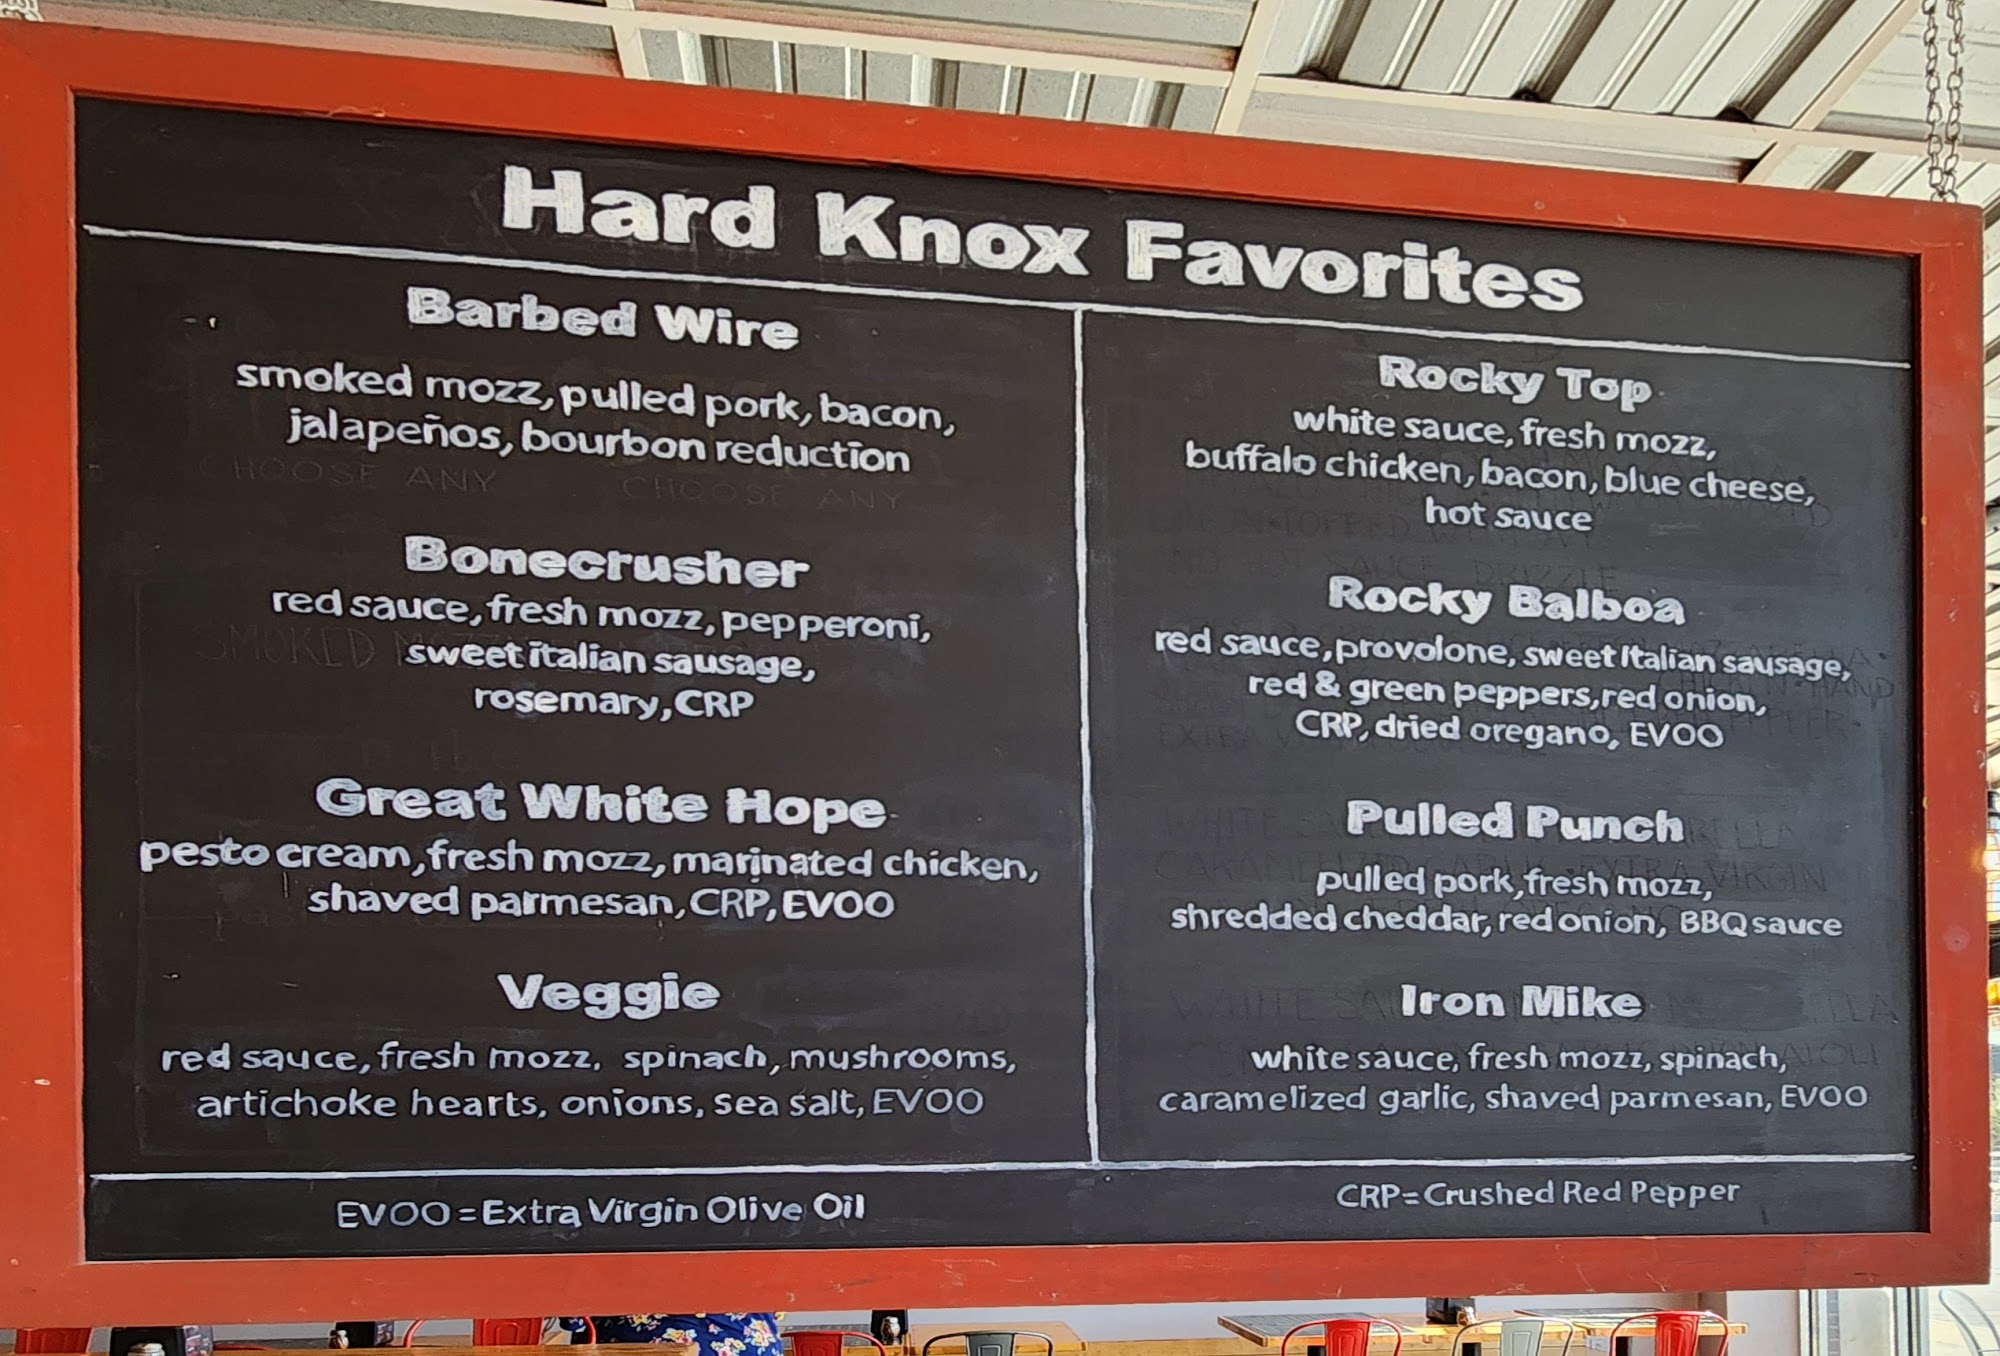 Hard Knox Favorites
Barbed Wire
smoked mozz, pulled pork, bacon,
jalapeños, bourbon reduction
CHOOSE ANY CHOOSE ANY
Bonecrusher
red sauce, fresh mozz, pepperoni,
sweet italian sausage,
rosemary, CRP
Great White Hope
pesto cream, fresh mozz, marinated chicken,
shaved parmesan, CRP, EVOO
Veggie
red sauce, fresh mozz, spinach, mushrooms,
artichoke hearts, onions, sea salt, EVOO
Rocky Top
white sauce, fresh mozz,
buffalo chicken, bacon, blue cheese,
hot sauce
Rocky Balboa
red sauce, provolone, sweet Italian sausage,
red & green peppers, red onion,
CRP, dried oregano, EVOO
Pulled Punch
pulled pork, fresh mozz,
shredded cheddar, red onion, BBQ sauce
Iron Mike
white sauce, fresh mozz, spinach,
caramelized garlic, shaved parmesan, EVOO
EVOO = Extra Virgin Olive Oil
CRP = Crushed Red Pepper